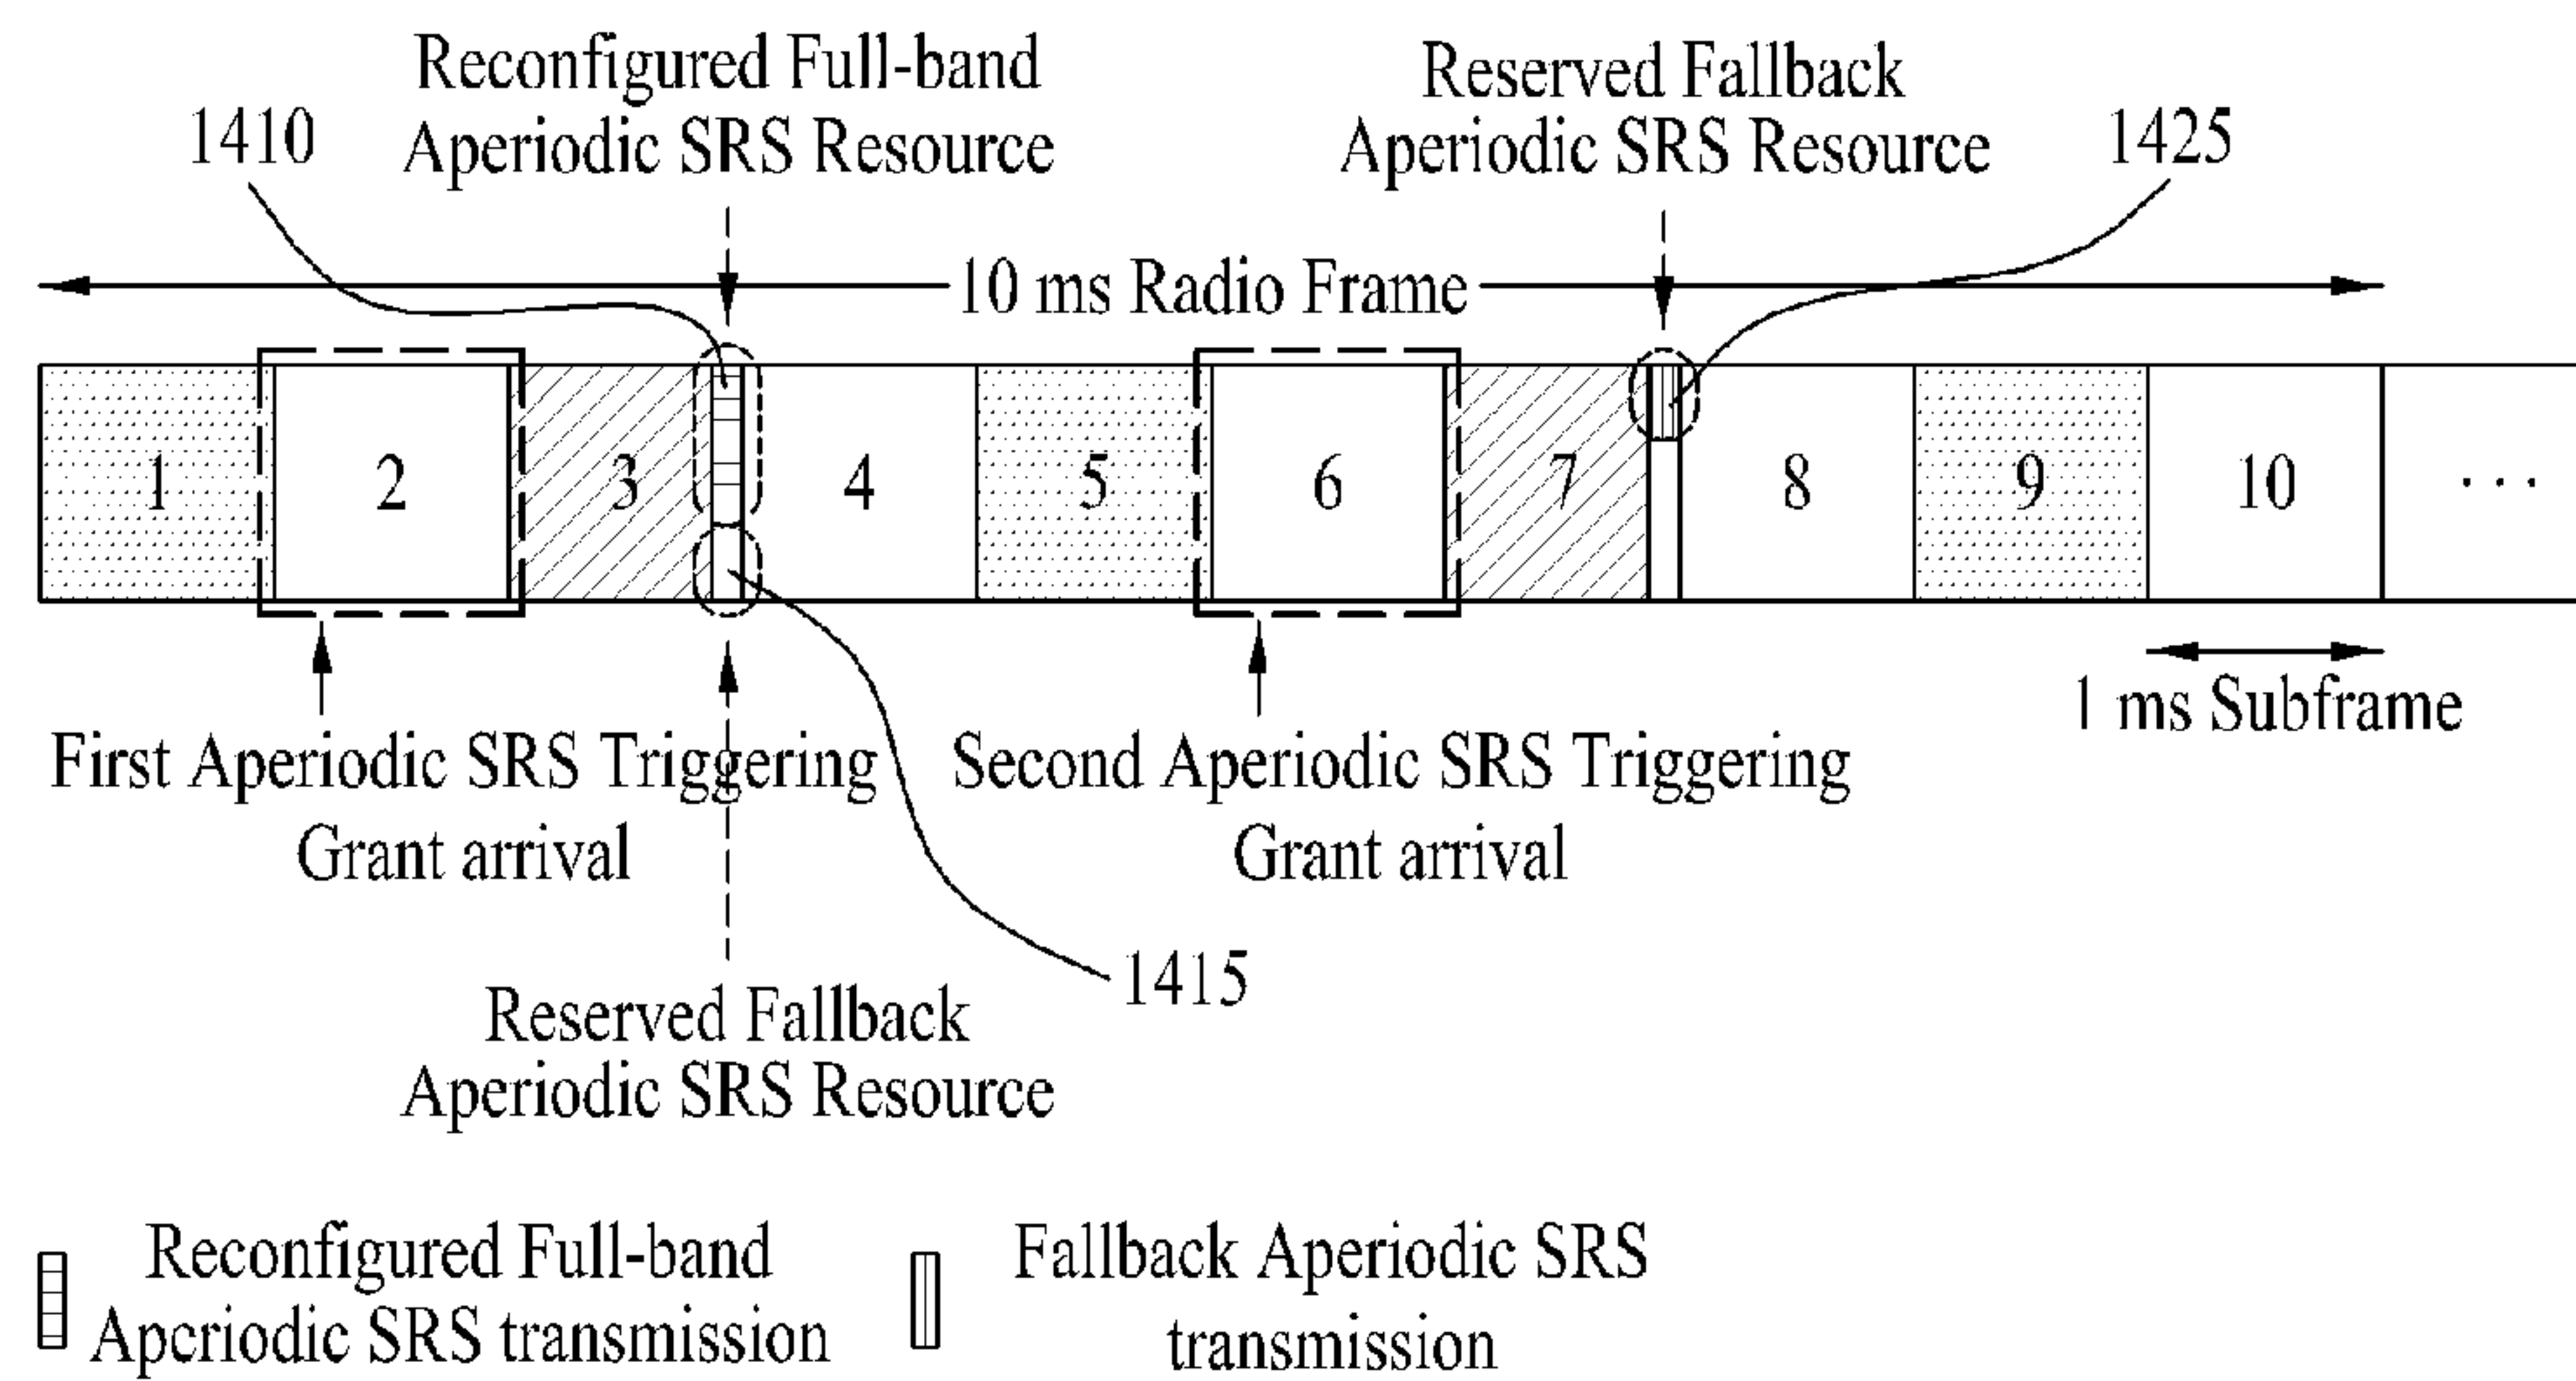 Reconfigured Full-band
Aperiodic SRS Resource
Reserved Fallback
Aperiodic SRS Resource
1410
1425
10 ms Radio Frame
1 2 3 4 5 6 7 8 9 10 ...
1 ms Subframe
First Aperiodic SRS Triggering
Grant arrival
Second Aperiodic SRS Triggering
Grant arrival
1415
Reserved Fallback
Aperiodic SRS Resource
Reconfigured Full-band
Aperiodic SRS transmission
Fallback Aperiodic SRS
transmission